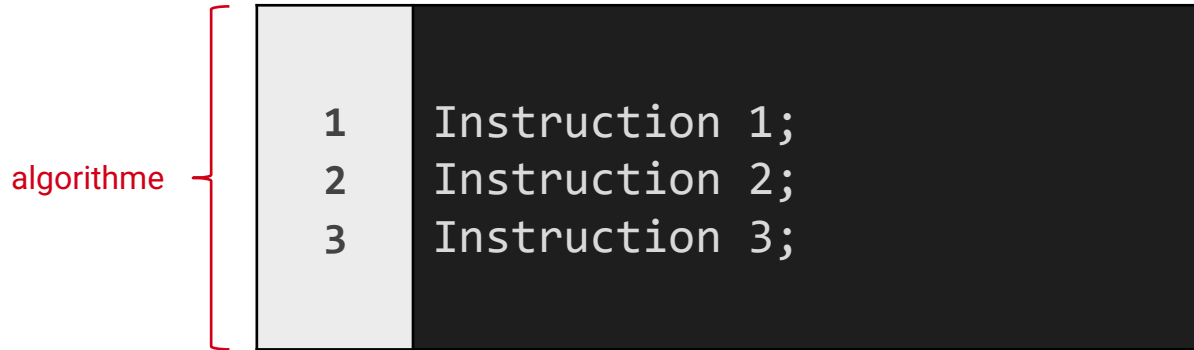 algorithme
1 Instruction 1;
2 Instruction 2;
3 Instruction 3;